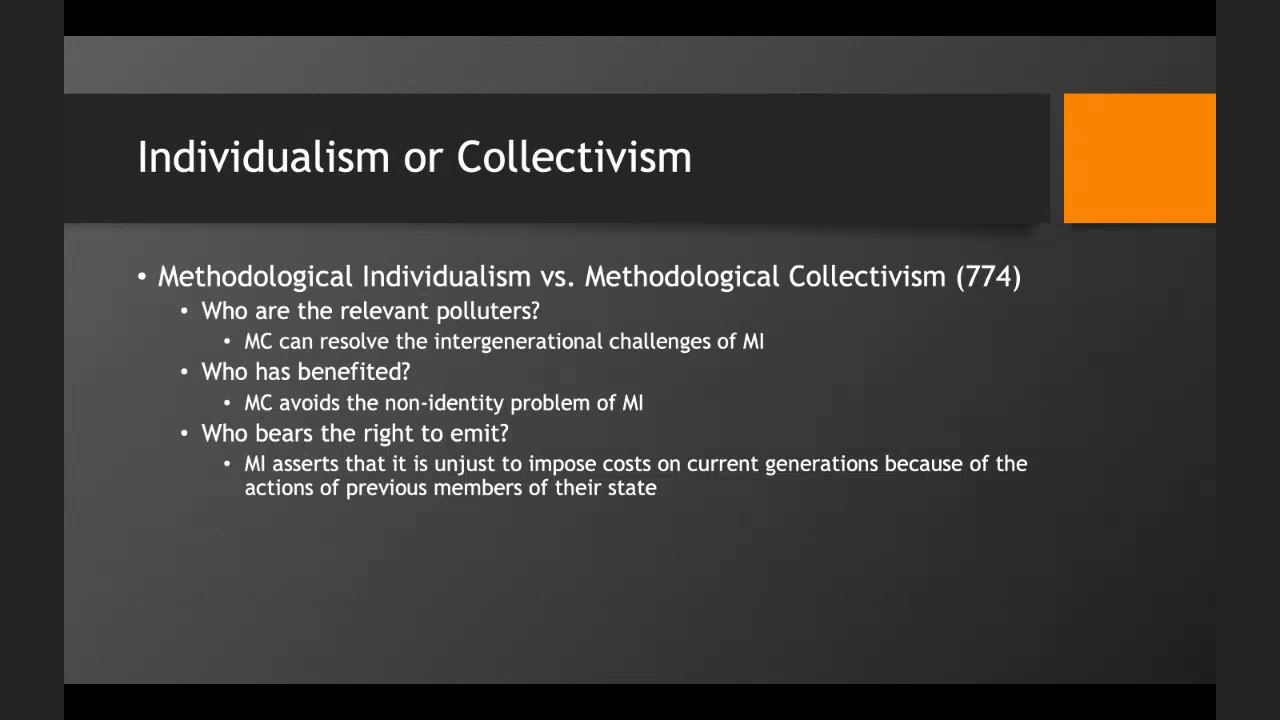 Individualism or Collectivism
• Methodological Individualism vs. Methodological Collectivism (774)
• Who are the relevant polluters?
• MC can resolve the intergenerational challenges of MI
• Who has benefited?
• MC avoids the non-identity problem of MI
• Who bears the right to emit?
• MI asserts that it is unjust to impose costs on current generations because of the
actions of previous members of their state